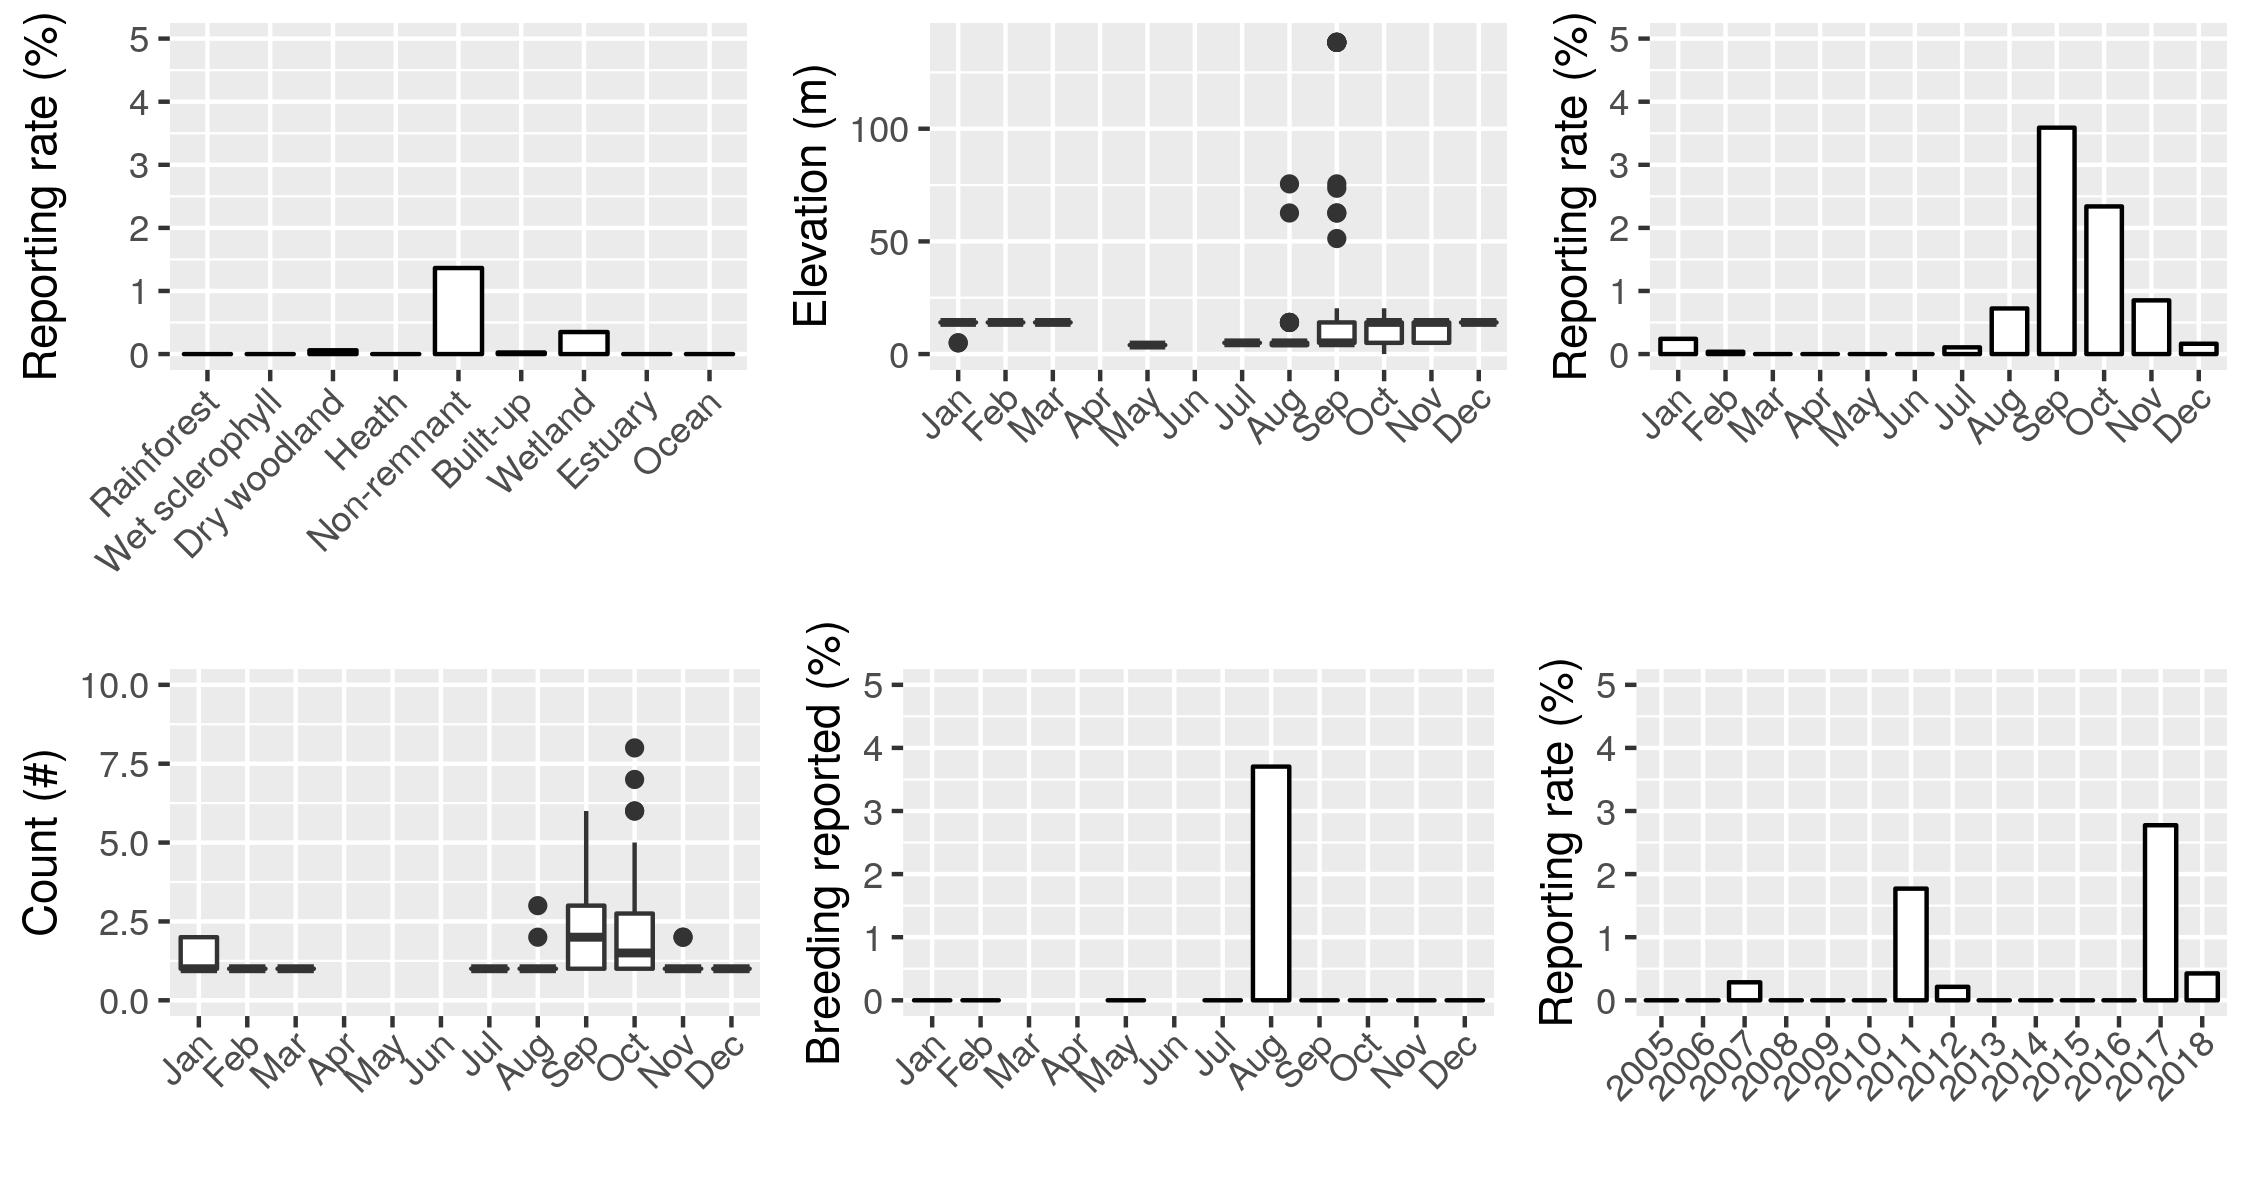 Reporting rate (%)
5
4
3
2
1
0
Rainforest
Wet sclerophyll
Dry woodland
Heath
Non-remnant
Built-up
Wetland
Estuary
Ocean
Elevation (m)
100
50
0
Jan
Feb
Mar
Apr
May
Jun
Jul
Aug
Sep
Oct
Nov
Dec
Reporting rate (%)
5
4
3
2
1
0
Jan
Feb
Mar
Apr
May
Jun
Jul
Aug
Sep
Oct
Nov
Dec
Count (#)
10.0
7.5
5.0
2.5
0.0
Jan
Feb
Mar
Apr
May
Jun
Jul
Aug
Sep
Oct
Nov
Dec
Breeding reported (%)
5
4
3
2
1
0
Jan
Feb
Mar
Apr
May
Jun
Jul
Aug
Sep
Oct
Nov
Dec
Reporting rate (%)
5
4
3
2
1
0
2005
2006
2007
2008
2009
2010
2011
2012
2013
2014
2015
2016
2017
2018